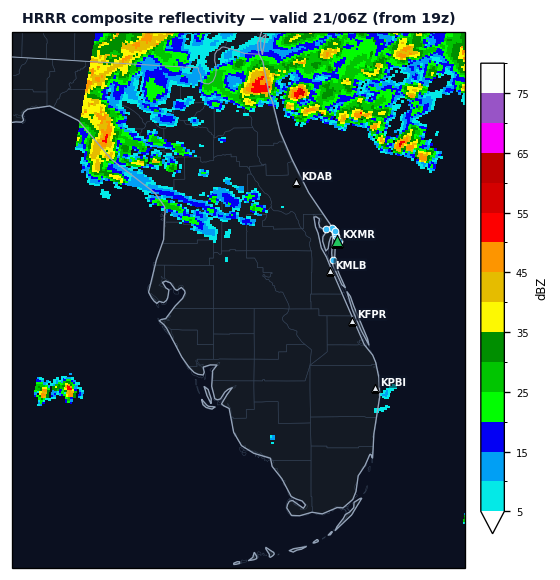 HRRR composite reflectivity — valid 21/06Z (from 19z)
KDAB
KXMR
KMLB
KFPR
KPBI
75
65
55
45
35
25
15
5
dBZ